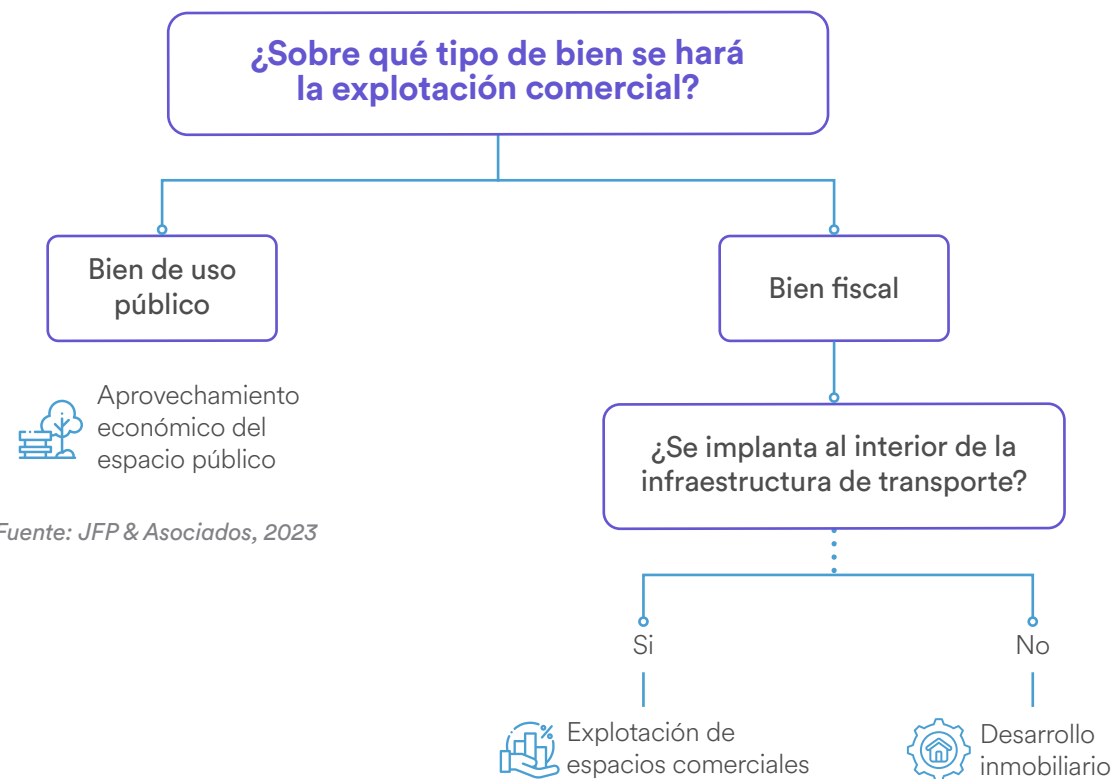 ¿Sobre qué tipo de bien se hará
la explotación comercial?
Bien de uso
público
Bien fiscal
Aprovechamiento
económico del
espacio público
¿Se implanta al interior de la
infraestructura de transporte?
Fuente: JFP & Asociados, 2023
Si
No
%
Explotación de
espacios comerciales
Desarrollo
inmobiliario